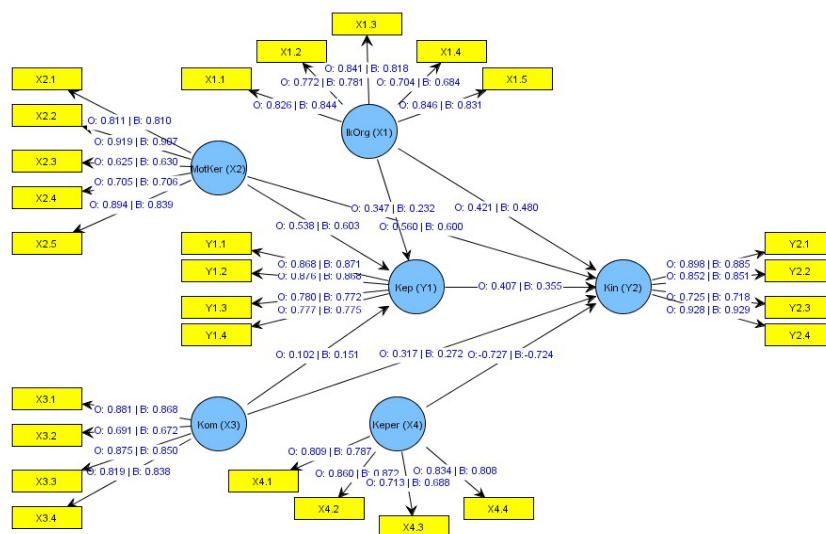 X1.3
X1.2
X1.4
X1.1
X1.5
O: 0.841 | B: 0.818
O: 0.772 | B: 0.781
O: 0.704 | B: 0.684
O: 0.826 | B: 0.844
O: 0.846 | B: 0.831
IkOrg (X1)
X2.1
X2.2
X2.3
X2.4
X2.5
O: 0.811 | B: 0.810
O: 0.919 | B: 0.907
O: 0.625 | B: 0.630
O: 0.705 | B: 0.706
O: 0.894 | B: 0.839
MotKer (X2)
O: 0.347 | B: 0.232
O: 0.421 | B: 0.480
O: 0.538 | B: 0.603
O: 0.560 | B: 0.600
Y1.1
Y1.2
Y1.3
Y1.4
O: 0.868 | B: 0.871
O: 0.876 | B: 0.868
O: 0.780 | B: 0.772
O: 0.777 | B: 0.775
Kep (Y1)
O: 0.407 | B: 0.355
Kin (Y2)
O: 0.898 | B: 0.885
O: 0.852 | B: 0.851
O: 0.725 | B: 0.718
O: 0.928 | B: 0.929
Y2.1
Y2.2
Y2.3
Y2.4
O: 0.102 | B: 0.151
O: 0.317 | B: 0.272
O:-0.727 | B:-0.724
X3.1
X3.2
X3.3
X3.4
O: 0.881 | B: 0.868
O: 0.691 | B: 0.672
O: 0.875 | B: 0.850
O: 0.819 | B: 0.838
Kom (X3)
Keper (X4)
O: 0.809 | B: 0.787
O: 0.860 | B: 0.872
O: 0.713 | B: 0.688
O: 0.834 | B: 0.808
X4.1
X4.2
X4.3
X4.4